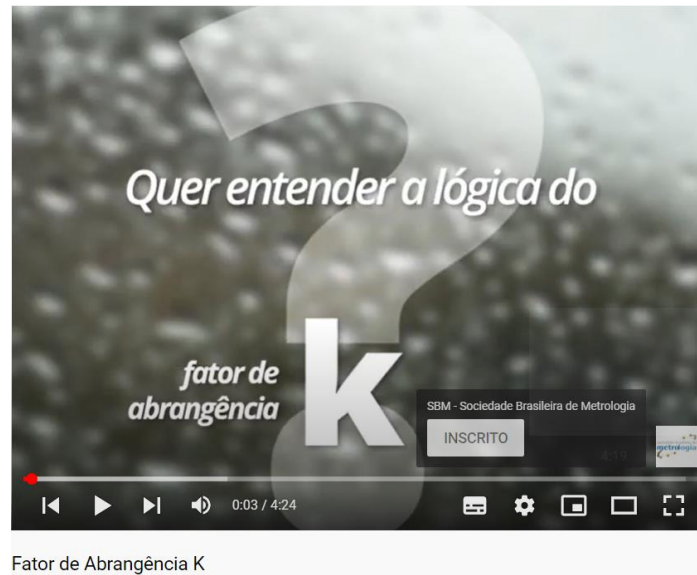 Quer entender a lógica do
fator de
abrangência
k
SBM - Sociedade Brasileira de Metrologia
INSCRITO
metrologia
4:19
0:03 / 4:24
Fator de Abrangência K